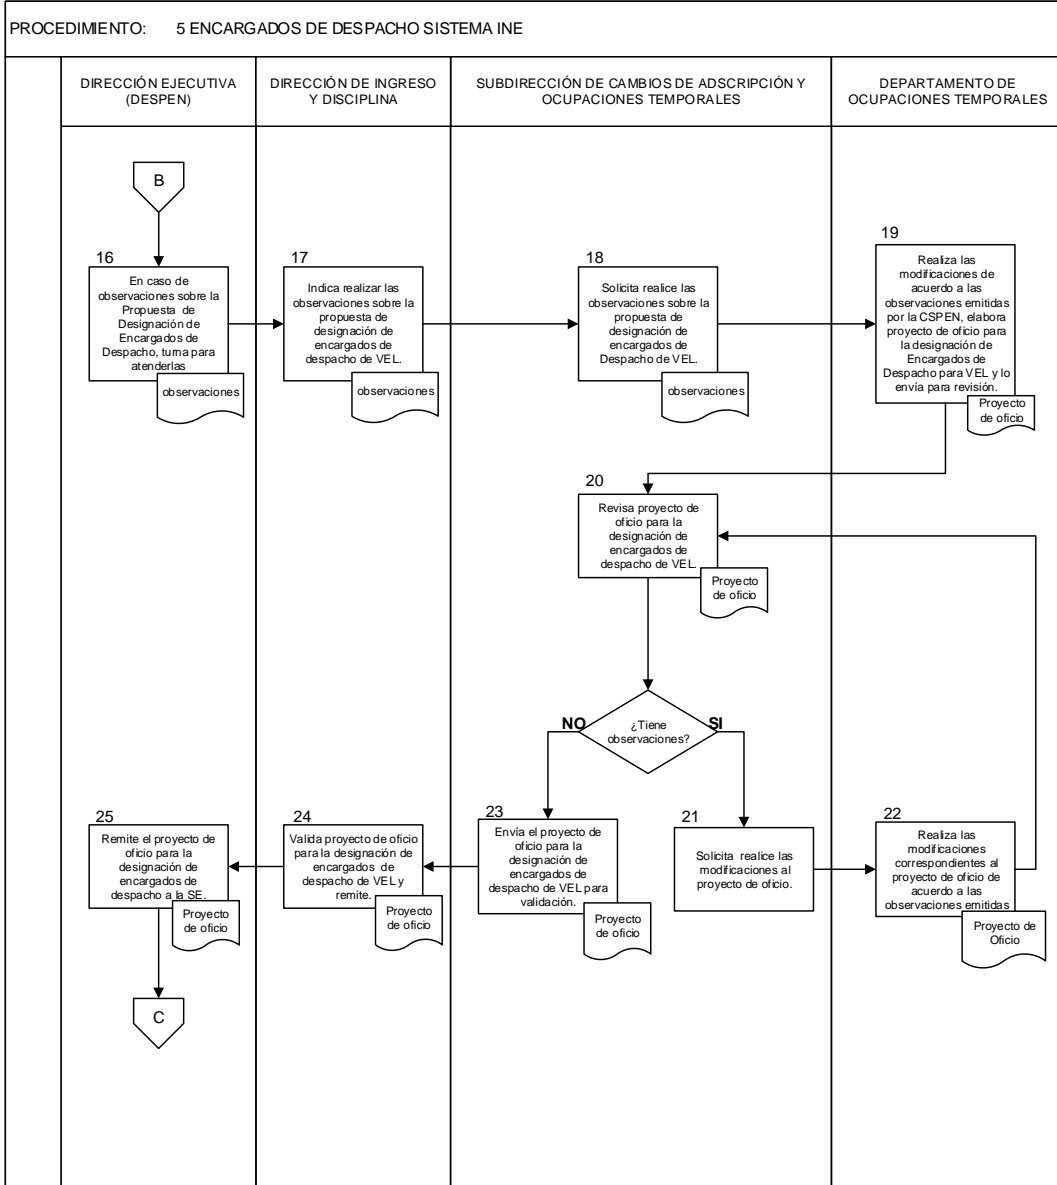 PROCEDIMIENTO: 5 ENCARGADOS DE DESPACHO SISTEMA INE
DIRECCIÓN EJECUTIVA
(DESPEN)
DIRECCIÓN DE INGRESO
Y DISCIPLINA
SUBDIRECCIÓN DE CAMBIOS DE ADSCRIPCIÓN Y
OCUPACIONES TEMPORALES
DEPARTAMENTO DE
OCUPACIONES TEMPORALES
B
16
En caso de
observaciones sobre la
Propuesta de
Designación de
Encargados de
Despacho, turna para
atenderlas
observaciones
17
Indica realizar las
observaciones sobre la
propuesta de
designación de
encargados de
despacho de VEL.
observaciones
18
Solicita realice las
observaciones sobre la
propuesta de
designación de
encargados de
Despacho de VEL.
observaciones
19
Realiza las
modificaciones de
acuerdo a las
observaciones emitidas
por la CSPEN, elabora
proyecto de oficio para
la designación de
Encargados de
Despacho para VEL y lo
envía para revisión.
Proyecto
de oficio
20
Revisa proyecto de
oficio para la
designación de
encargados de
despacho de VEL.
Proyecto
de oficio
¿Tiene
observaciones?
NO
SI
25
Remite el proyecto de
oficio para la
designación de
encargados de
despacho a la SE.
Proyecto
de oficio
24
Valida proyecto de oficio
para la designación de
encargados de
despacho de VEL y
remite.
Proyecto
de oficio
23
Envía el proyecto de
oficio para la
designación de
encargados de
despacho de VEL para
validación.
Proyecto
de oficio
21
Solicita realice las
modificaciones al
proyecto de oficio.
22
Realiza las
modificaciones
correspondientes al
proyecto de oficio de
acuerdo a las
observaciones emitidas
Proyecto de
Oficio
C